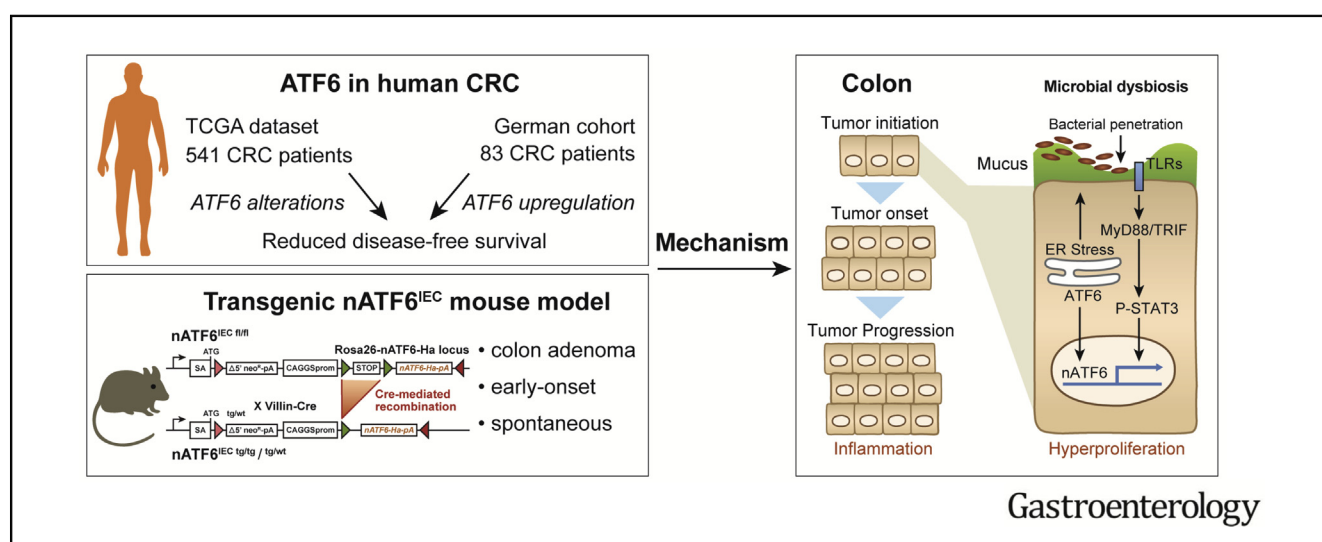 ATF6 in human CRC
TCGA dataset
541 CRC patients
German cohort
83 CRC patients
ATF6 alterations
ATF6 upregulation
Reduced disease-free survival
Transgenic nATF6IEC mouse model
nATF6IEC fl/fl
Rosa26-nATF6-Ha locus
ATG
SA
Δ5' neoR-pA
CAGGSprom
STOP
nATF6-Ha-pA
Cre-mediated
recombination
X Villin-Cre
ATG
tg/wt
SA
Δ5' neoR-pA
CAGGSprom
nATF6-Ha-pA
nATF6IEC tg/tg / tg/wt
• colon adenoma
• early-onset
• spontaneous
Mechanism
Colon
Tumor initiation
Tumor onset
Tumor Progression
Inflammation
Microbial dysbiosis
Bacterial penetration
Mucus
TLRs
MyD88/TRIF
ER Stress
ATF6
P-STAT3
nATF6
Hyperproliferation
Gastroenterology